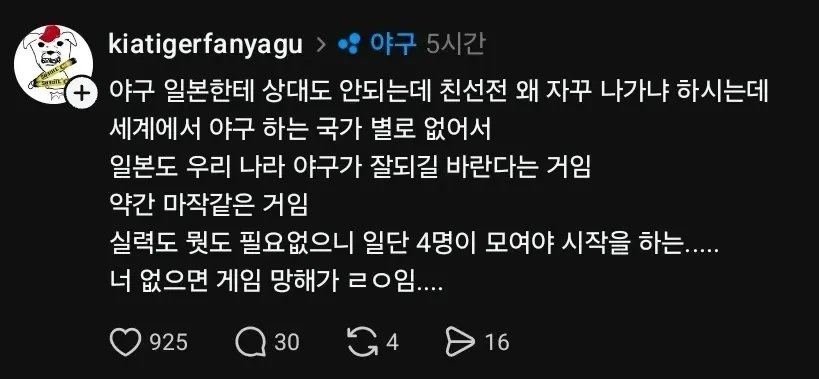 kiatigerfanyagu > 야구 5시간
야구 일본한테 상대도 안되는데 친선전 왜 자꾸 나가냐 하시는데
세계에서 야구 하는 국가 별로 없어서
일본도 우리 나라 야구가 잘되길 바란다는 거임
약간 마작같은 거임
실력도 뭣도 필요없으니 일단 4명이 모여야 시작을 하는.....
너 없으면 게임 망해가 ㄹㅇ임....
925 30 4 16